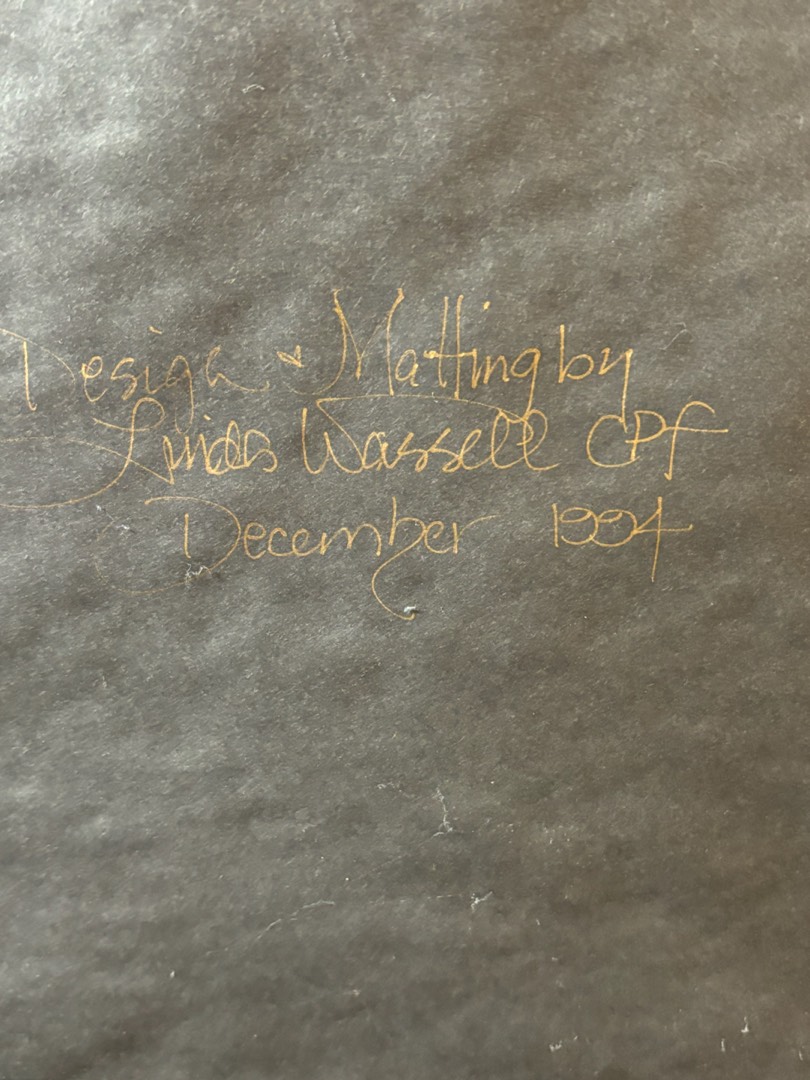 Design & Matting by
Linda Wassell CPF
December 1994